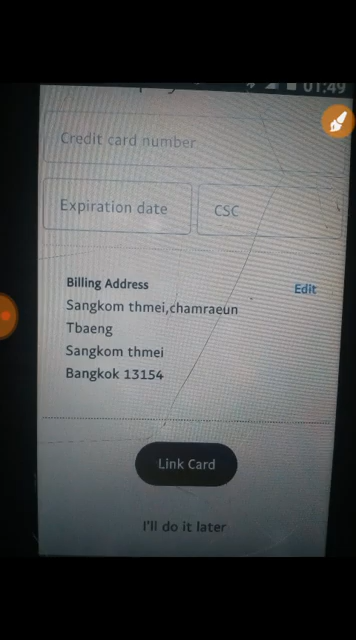 01:49
Credit card number
Expiration date
CSC
Billing Address
Edit
Sangkom thmei,chamraeun
Tbaeng
Sangkom thmei
Bangkok 13154
Link Card
I'll do it later